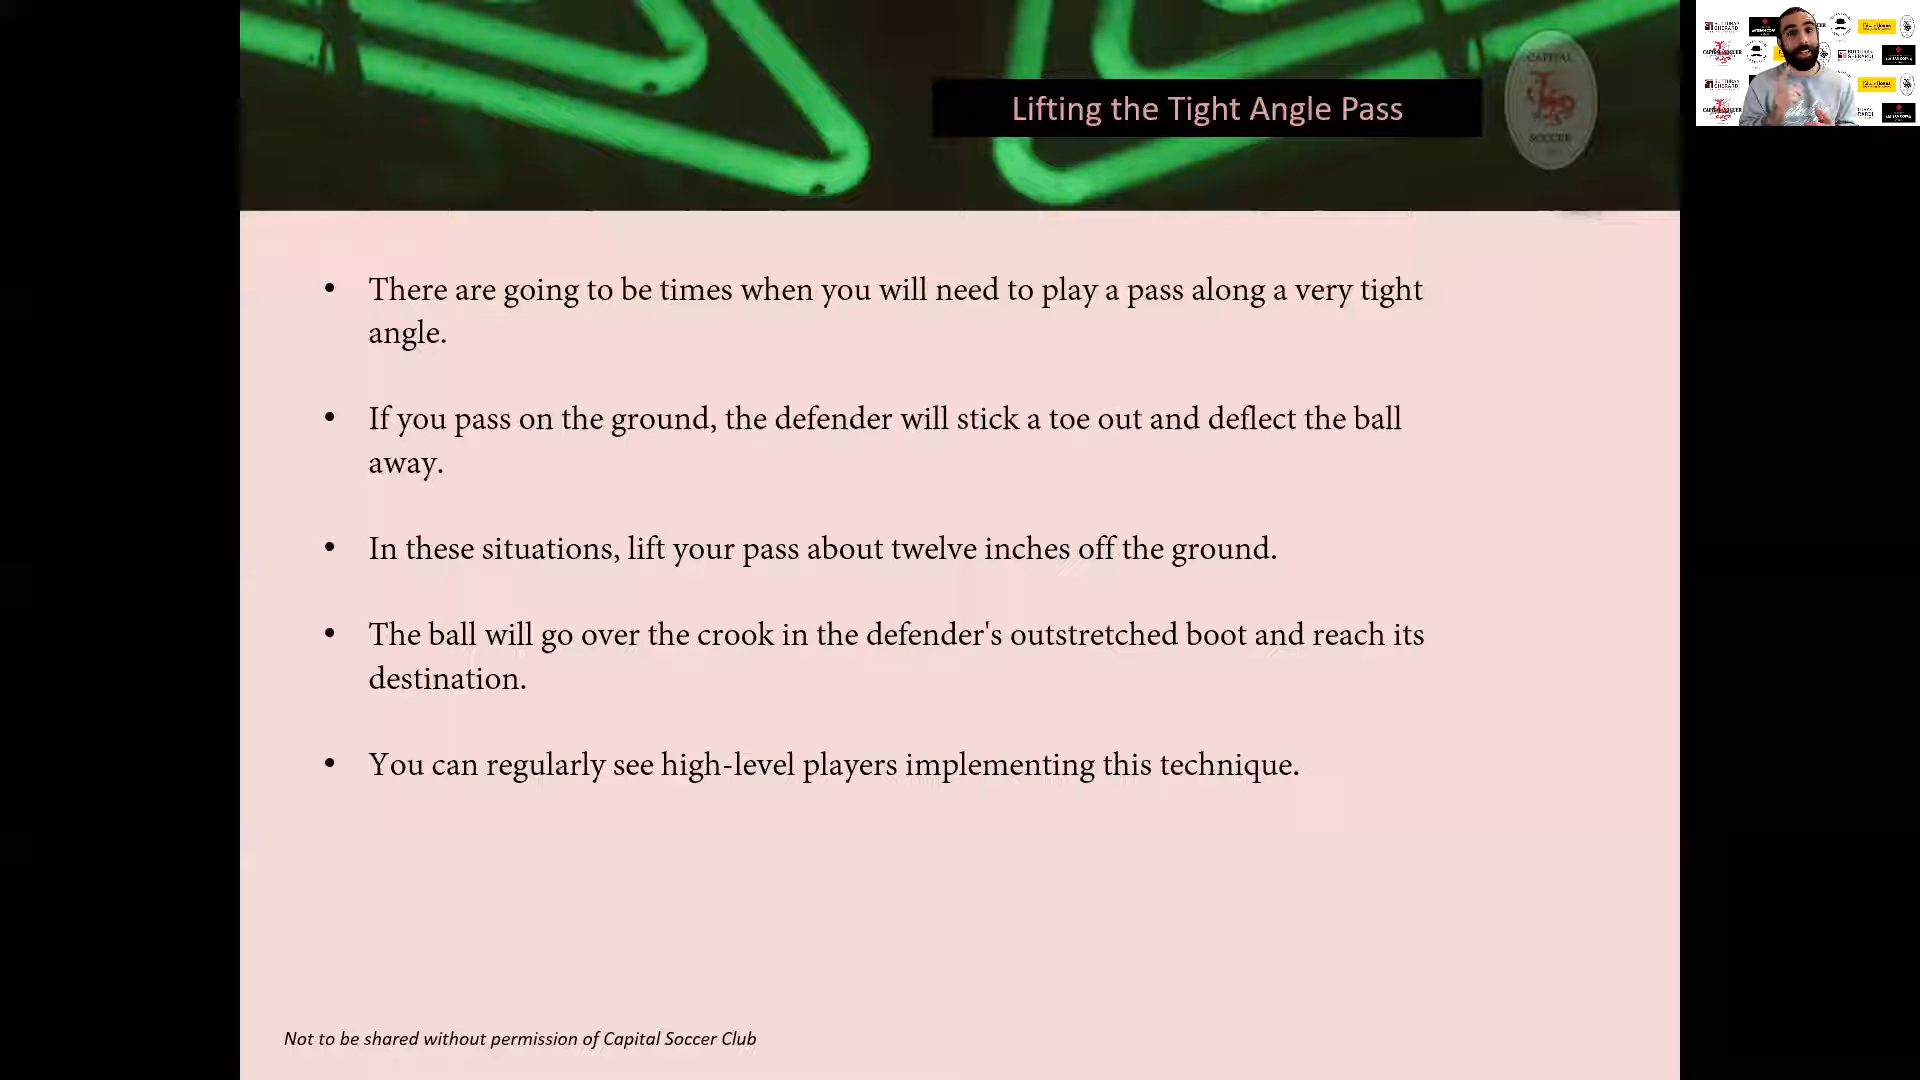 Lifting the Tight Angle Pass
CAPITAL
SOCCER
• There are going to be times when you will need to play a pass along a very tight
angle.
• If you pass on the ground, the defender will stick a toe out and deflect the ball
away.
• In these situations, lift your pass about twelve inches off the ground.
• The ball will go over the crook in the defender's outstretched boot and reach its
destination.
• You can regularly see high-level players implementing this technique.
Not to be shared without permission of Capital Soccer Club